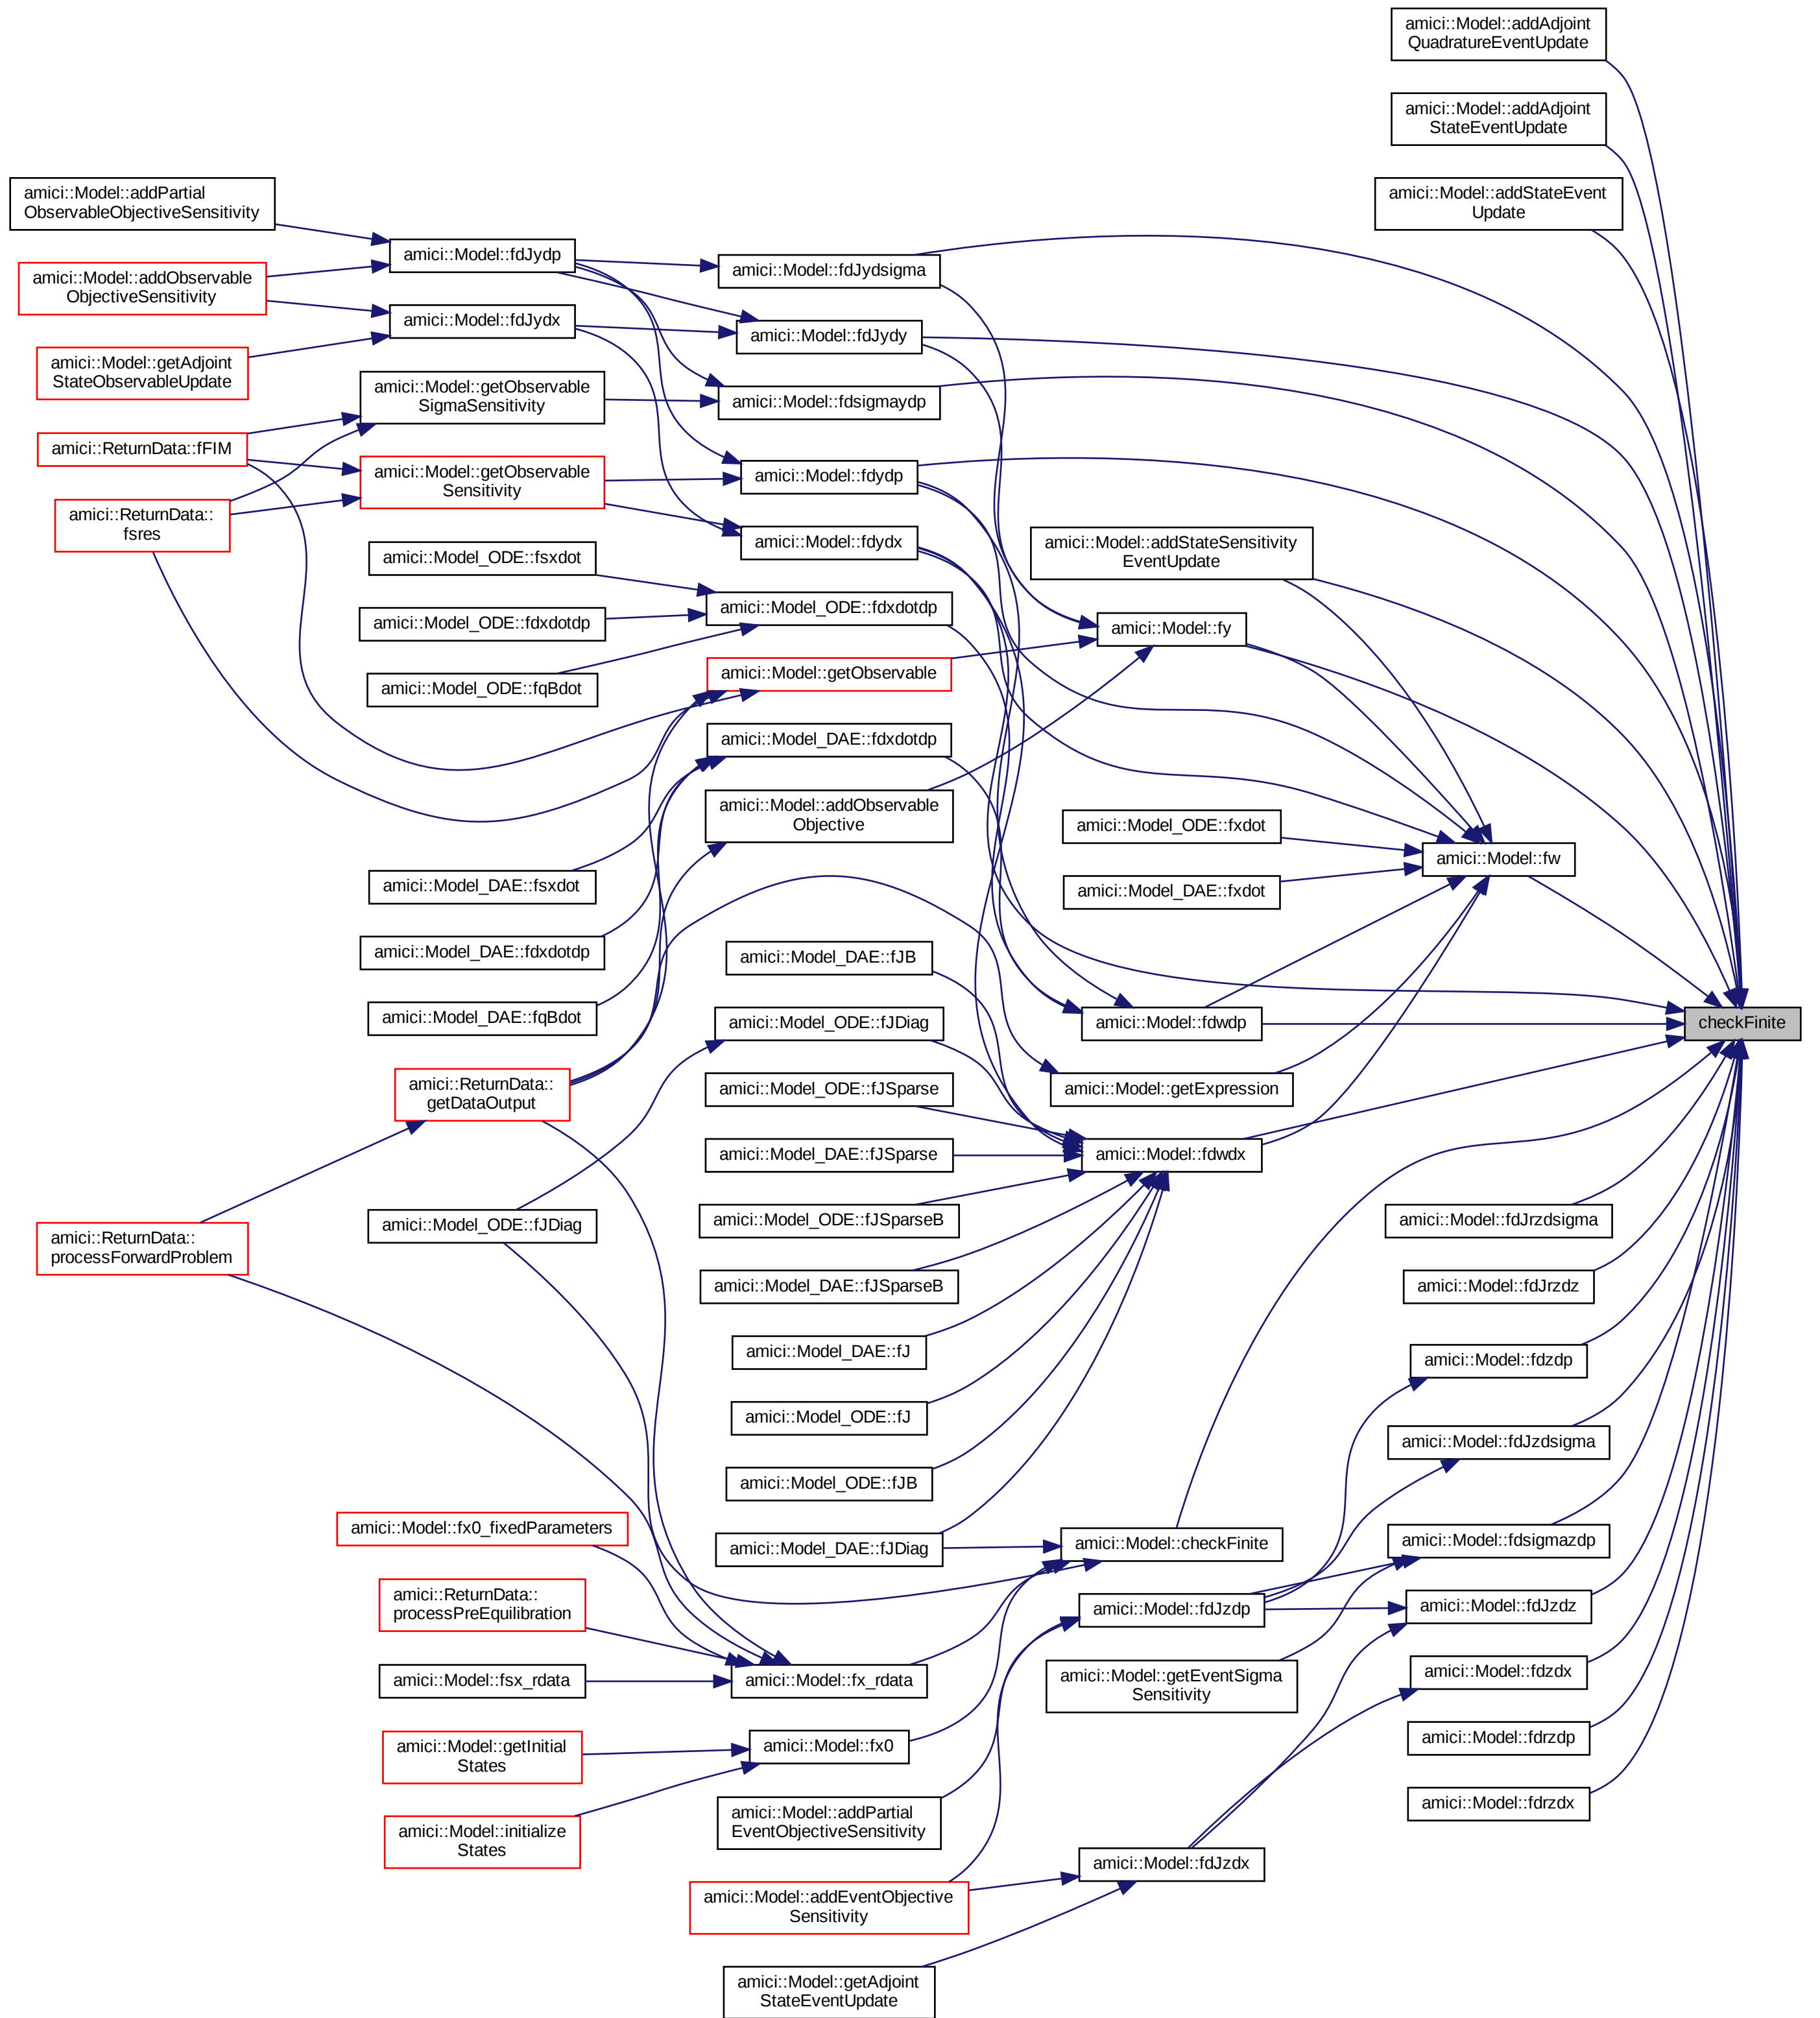 amici::Model::addAdjoint
QuadratureEventUpdate
amici::Model::addAdjoint
StateEventUpdate
amici::Model::addStateEvent
Update
amici::Model::addPartial
ObservableObjectiveSensitivity
amici::Model::fdJydp
amici::Model::fdJydsigma
amici::Model::addObservable
ObjectiveSensitivity
amici::Model::fdJydx
amici::Model::fdJydy
amici::Model::getAdjoint
StateObservableUpdate
amici::Model::getObservable
SigmaSensitivity
amici::Model::fdsigmaydp
amici::ReturnData::fFIM
amici::Model::getObservable
Sensitivity
amici::Model::fdydp
amici::ReturnData::
fsres
amici::Model::fdydx
amici::Model::addStateSensitivity
EventUpdate
amici::Model_ODE::fsxdot
amici::Model_ODE::fdxdotdp
amici::Model_ODE::fdxdotdp
amici::Model::fy
amici::Model_ODE::fqBdot
amici::Model::getObservable
amici::Model_DAE::fdxdotdp
amici::Model::addObservable
Objective
amici::Model_ODE::fxdot
amici::Model::fw
amici::Model_DAE::fsxdot
amici::Model_DAE::fxdot
amici::Model_DAE::fdxdotdp
amici::Model_DAE::fJB
amici::Model_DAE::fqBdot
amici::Model_ODE::fJDiag
amici::Model::fdwdp
checkFinite
amici::ReturnData::
getDataOutput
amici::Model_ODE::fJSparse
amici::Model::getExpression
amici::Model_DAE::fJSparse
amici::Model::fdwdx
amici::Model_ODE::fJSparseB
amici::Model::fdJrzdsigma
amici::ReturnData::
processForwardProblem
amici::Model_ODE::fJDiag
amici::Model_DAE::fJSparseB
amici::Model::fdJrzdz
amici::Model_DAE::fJ
amici::Model::fdzdp
amici::Model_ODE::fJ
amici::Model::fdJzdsigma
amici::Model_ODE::fJB
amici::Model::fx0_fixedParameters
amici::Model_DAE::fJDiag
amici::Model::checkFinite
amici::Model::fdsigmazdp
amici::ReturnData::
processPreEquilibration
amici::Model::fdJzdp
amici::Model::fdJzdz
amici::Model::fsx_rdata
amici::Model::fx_rdata
amici::Model::getEventSigma
Sensitivity
amici::Model::fdzdx
amici::Model::getInitial
States
amici::Model::fx0
amici::Model::fdrzdp
amici::Model::initialize
States
amici::Model::addPartial
EventObjectiveSensitivity
amici::Model::fdrzdx
amici::Model::fdJzdx
amici::Model::addEventObjective
Sensitivity
amici::Model::getAdjoint
StateEventUpdate